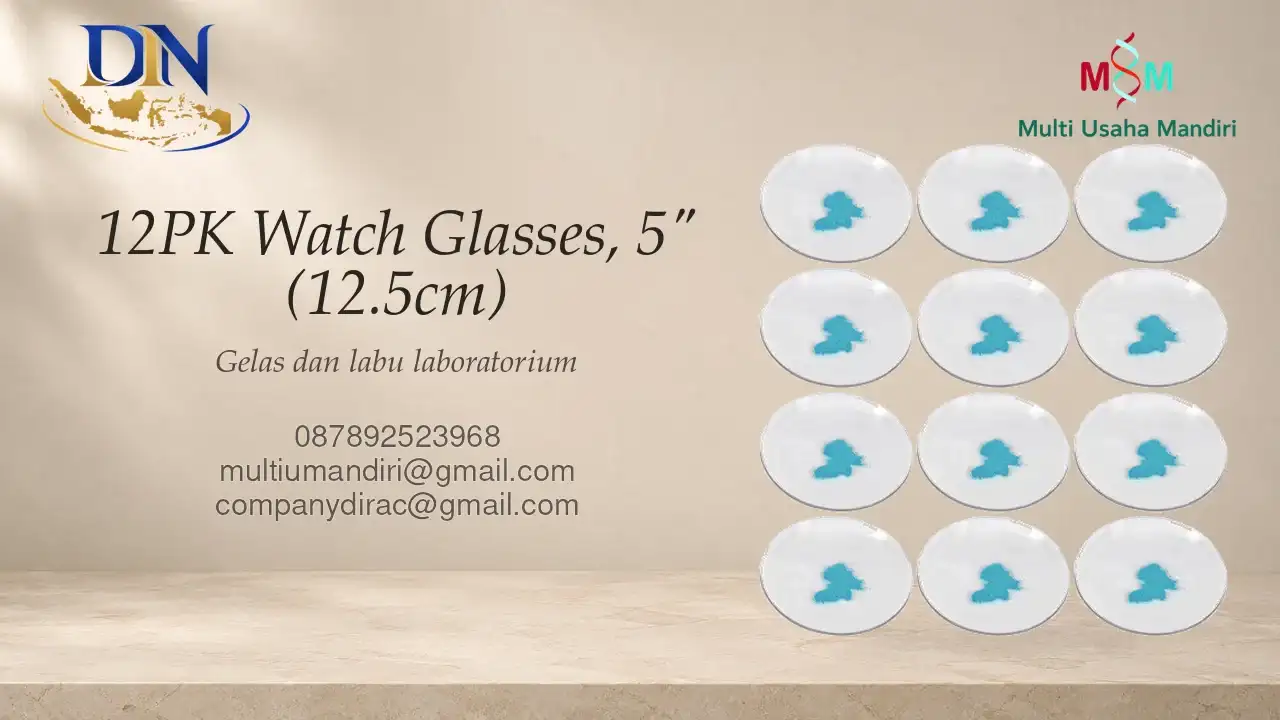 DIN
MSM
Multi Usaha Mandiri
12PK Watch Glasses, 5"
(12.5cm)
Gelas dan labu laboratorium
087892523968
multiumandiri@gmail.com
companydirac@gmail.com